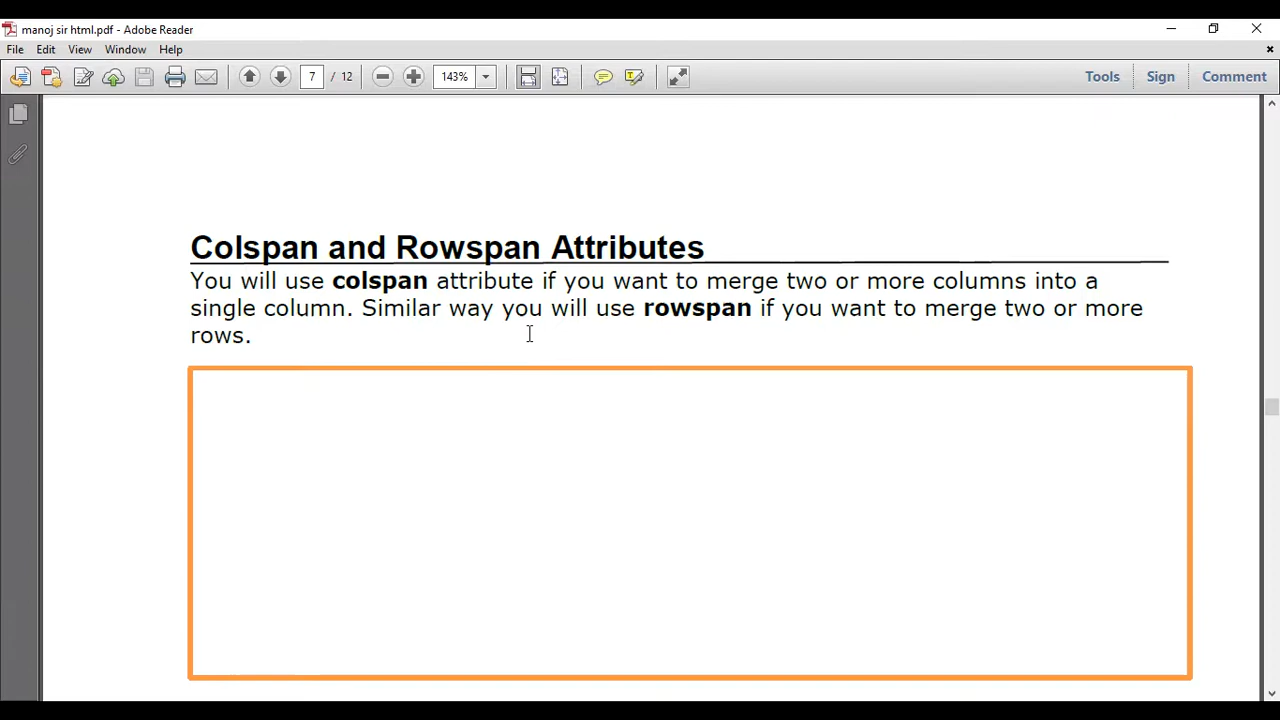 manoj sir html.pdf - Adobe Reader
File Edit View Window Help
7 / 12 143% Tools Sign Comment
Colspan and Rowspan Attributes
You will use colspan attribute if you want to merge two or more columns into a
single column. Similar way you will use rowspan if you want to merge two or more
rows.